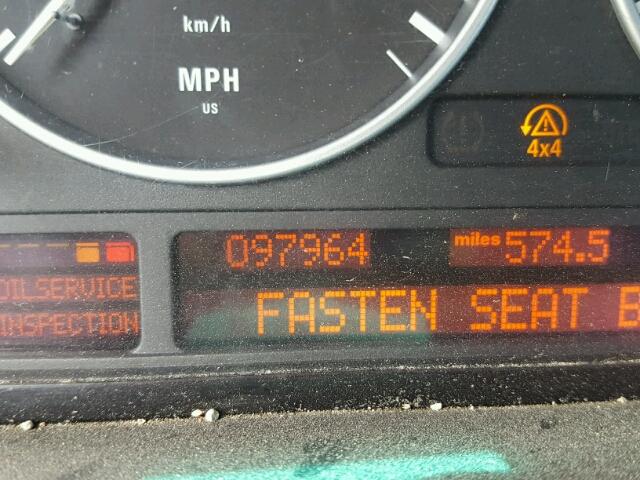 km/h
MPH
US
4x4
097964
miles 574.5
OILSERVICE
INSPECTION
FASTEN SEAT B